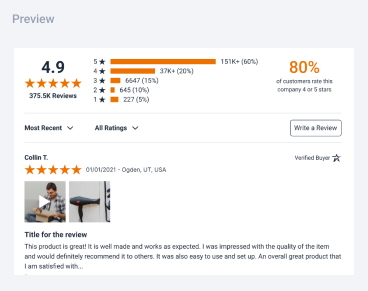 Preview
4.9
375.5K Reviews
5 ★ 151K+ (60%)
4 ★ 37K+ (20%)
3 ★ 6647 (15%)
2 ★ 645 (10%)
1 ★ 227 (5%)
80%
of customers rate this
company 4 or 5 stars
Most Recent
All Ratings
Write a Review
Collin T.
Verified Buyer
01/01/2021 - Ogden, UT, USA
Title for the review
This product is great! It is well made and works as expected. I was impressed with the quality of the item
and would definitely recommend it to others. It was also easy to use and set up. An overall great product that
I am satisfied with...